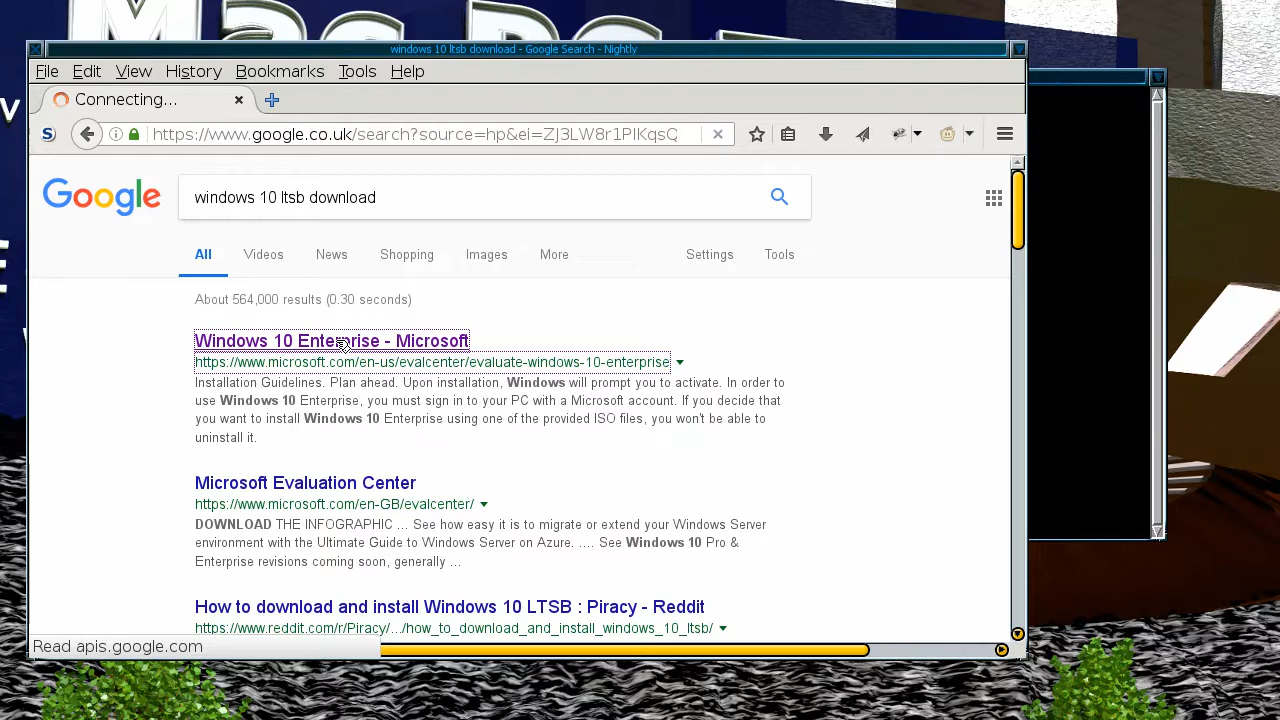 windows 10 ltsb download - Google Search - Nightly
File Edit View History Bookmarks Tools Help
Connecting...
S https://www.google.co.uk/search?source=hp&ei=ZJ3LW8r1PIKqsQ
Google windows 10 ltsb download
All Videos News Shopping Images More Settings Tools
About 564,000 results (0.30 seconds)
Windows 10 Enterprise - Microsoft
https://www.microsoft.com/en-us/evalcenter/evaluate-windows-10-enterprise
Installation Guidelines. Plan ahead. Upon installation, Windows will prompt you to activate. In order to
use Windows 10 Enterprise, you must sign in to your PC with a Microsoft account. If you decide that
you want to install Windows 10 Enterprise using one of the provided ISO files, you won't be able to
uninstall it.
Microsoft Evaluation Center
https://www.microsoft.com/en-GB/evalcenter/
DOWNLOAD THE INFOGRAPHIC ... See how easy it is to migrate or extend your Windows Server
environment with the Ultimate Guide to Windows Server on Azure. .... See Windows 10 Pro &
Enterprise revisions coming soon, generally ...
How to download and install Windows 10 LTSB : Piracy - Reddit
https://www.reddit.com/r/Piracy/.../how_to_download_and_install_windows_10_ltsb/
Read apis.google.com